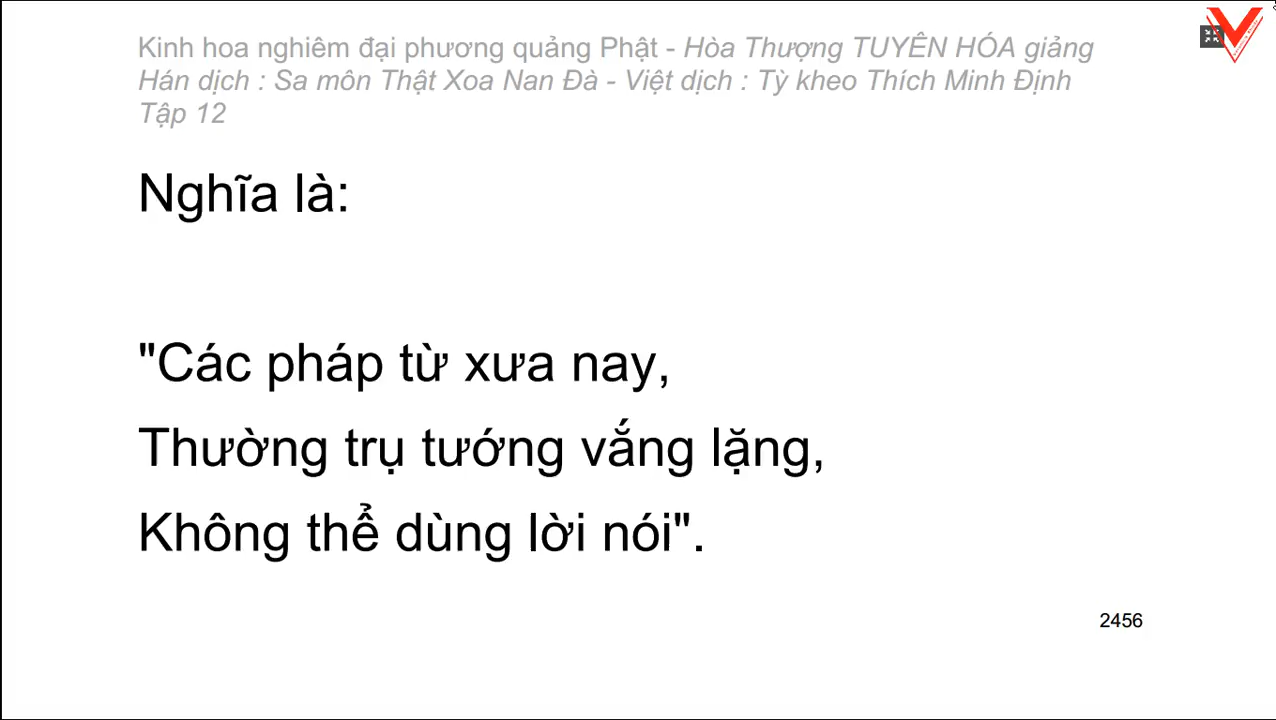 Kinh hoa nghiêm đại phương quảng Phật - Hòa Thượng TUYÊN HÓA giảng
Hán dịch : Sa môn Thật Xoa Nan Đà - Việt dịch : Tỳ kheo Thích Minh Định
Tập 12
Nghĩa là:
"Các pháp từ xưa nay,
Thường trụ tướng vắng lặng,
Không thể dùng lời nói".
2456